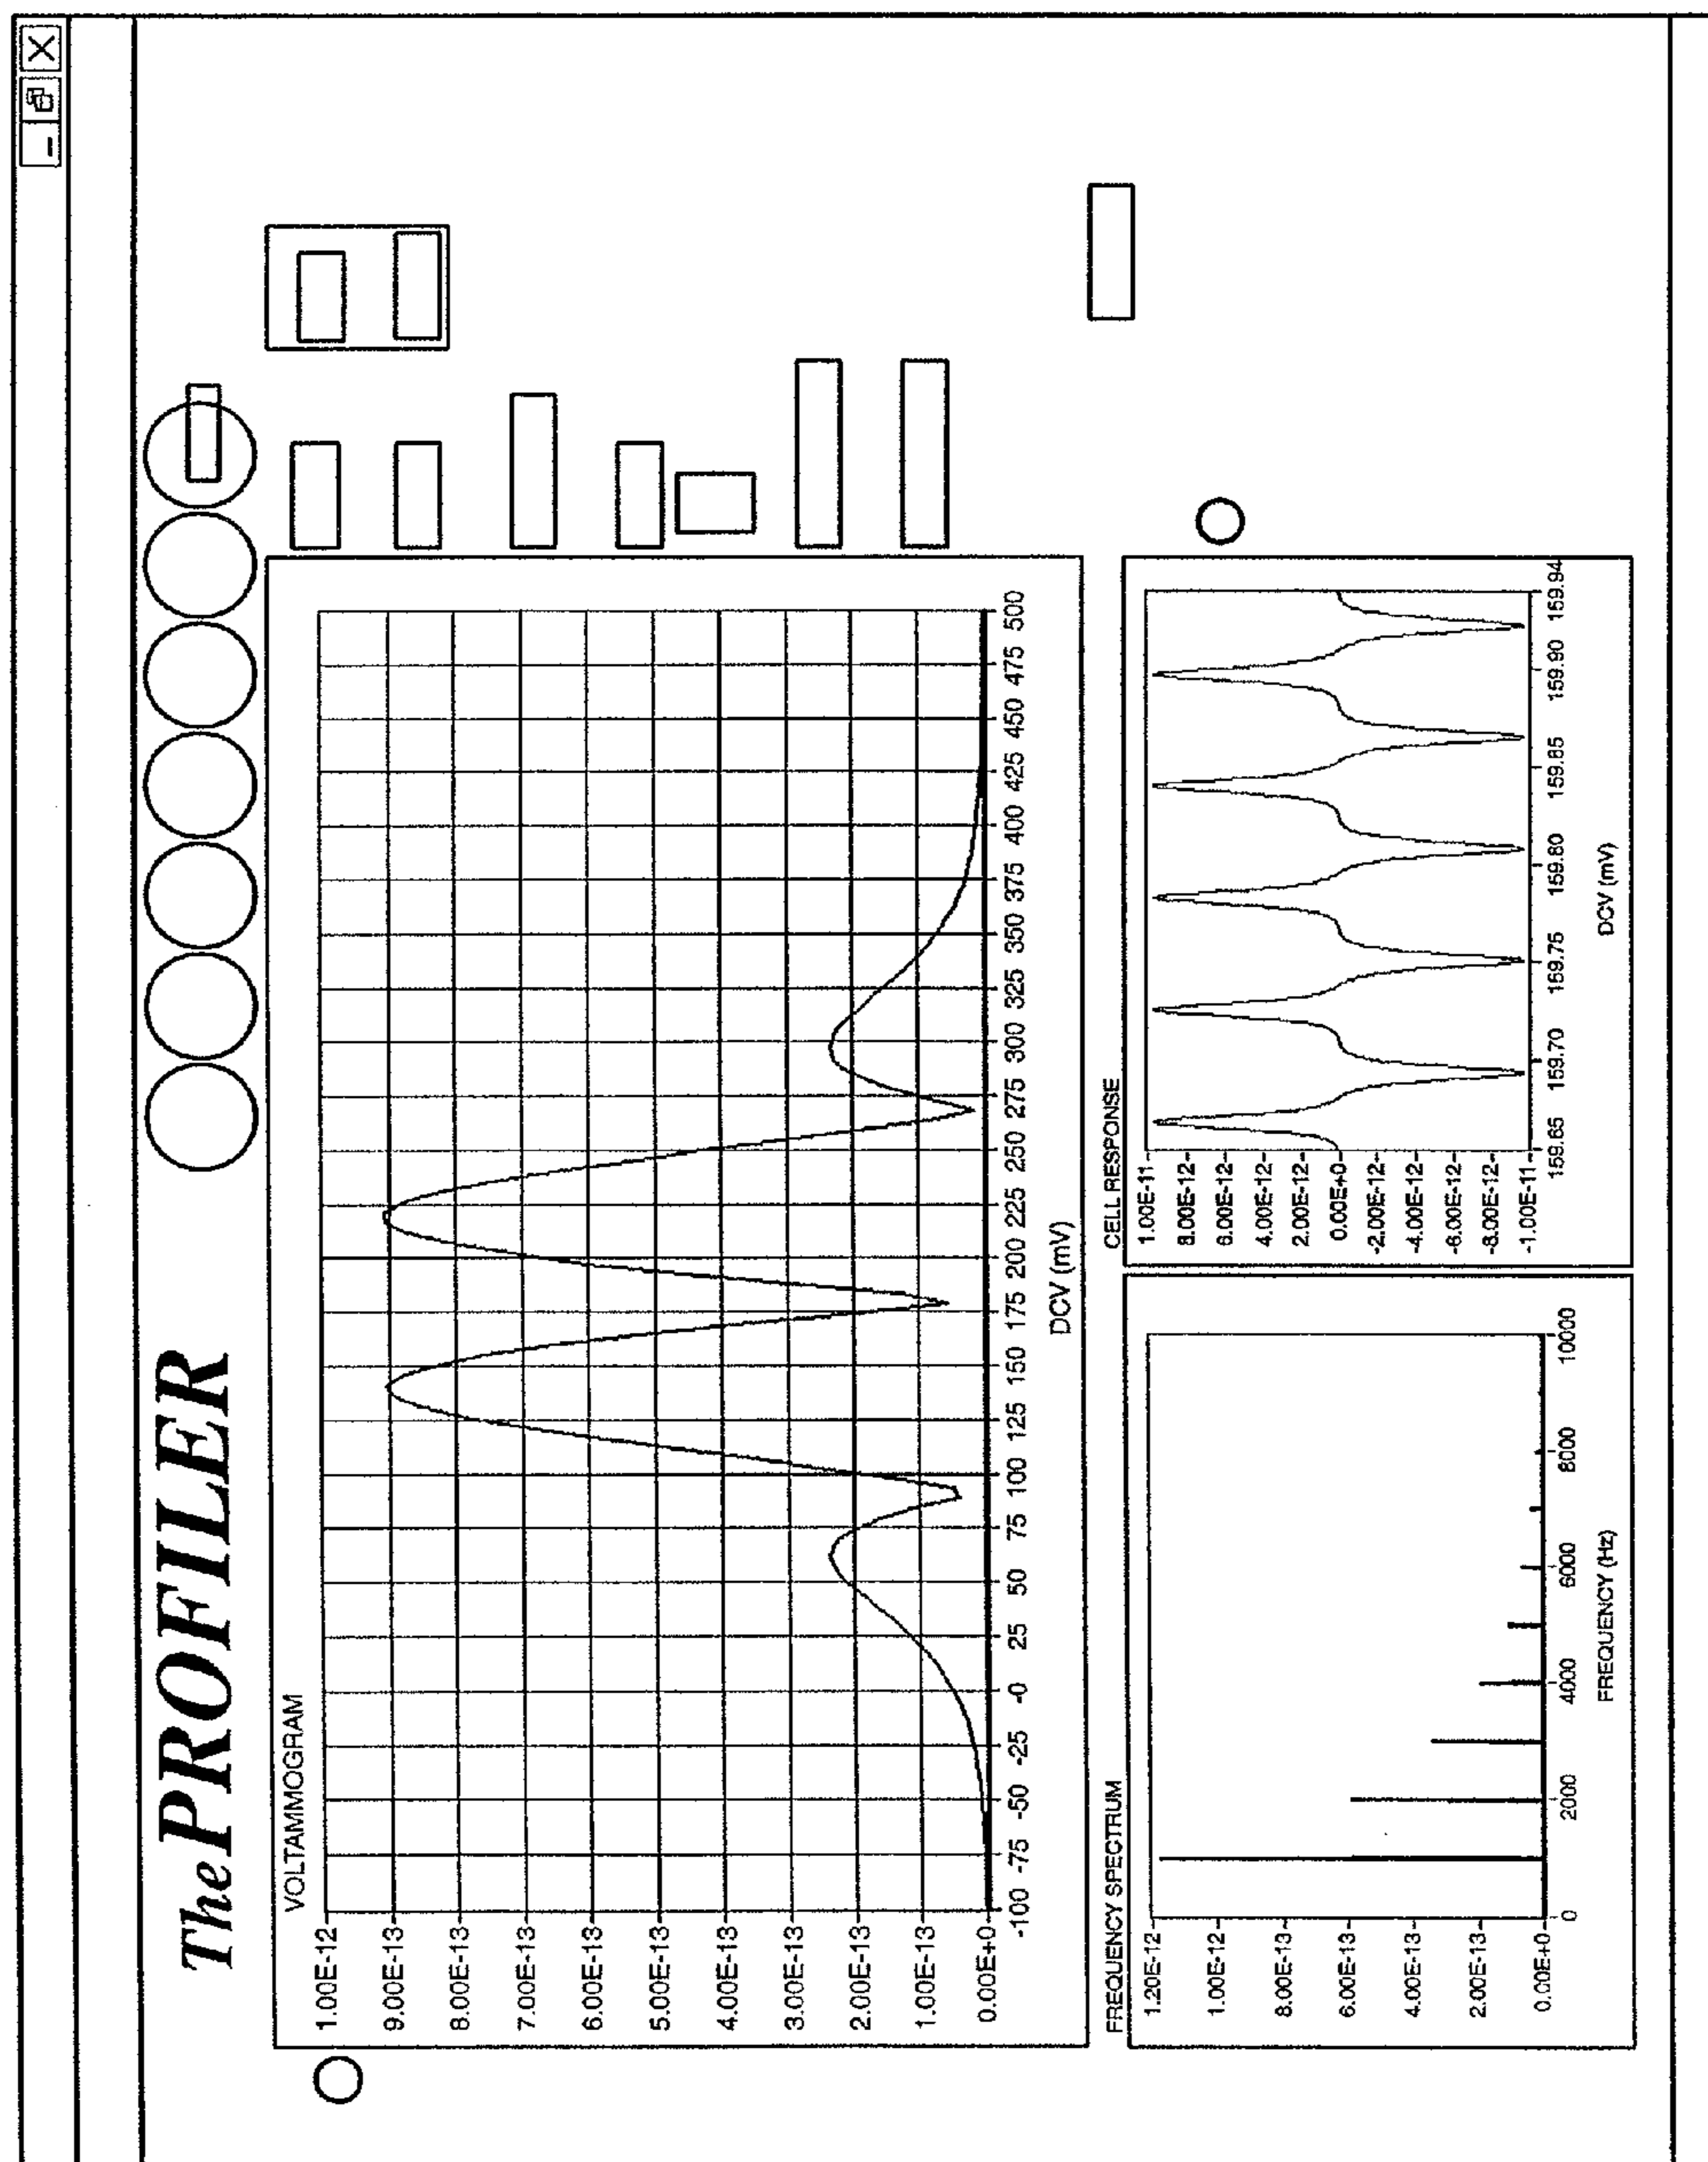 The PROFILER
VOLTAMMOGRAM
1.00E-12
9.00E-13
8.00E-13
7.00E-13
6.00E-13
5.00E-13
4.00E-13
3.00E-13
2.00E-13
1.00E-13
0.00E+0
-100 -75 -50 -25 -0 25 50 75 100 125 150 175 200 225 250 275 300 325 350 375 400 425 450 475 500
DCV (mV)
FREQUENCY SPECTRUM
1.20E-12
1.00E-12
8.00E-13
6.00E-13
4.00E-13
2.00E-13
0.00E+0
0 2000 4000 6000 8000 10000
FREQUENCY (Hz)
CELL RESPONSE
1.00E-11
8.00E-12
6.00E-12
4.00E-12
2.00E-12
0.00E+0
-2.00E-12
-4.00E-12
-6.00E-12
-8.00E-12
-1.00E-11
159.65 159.70 159.75 159.80 159.85 159.90 159.94
DCV (mV)